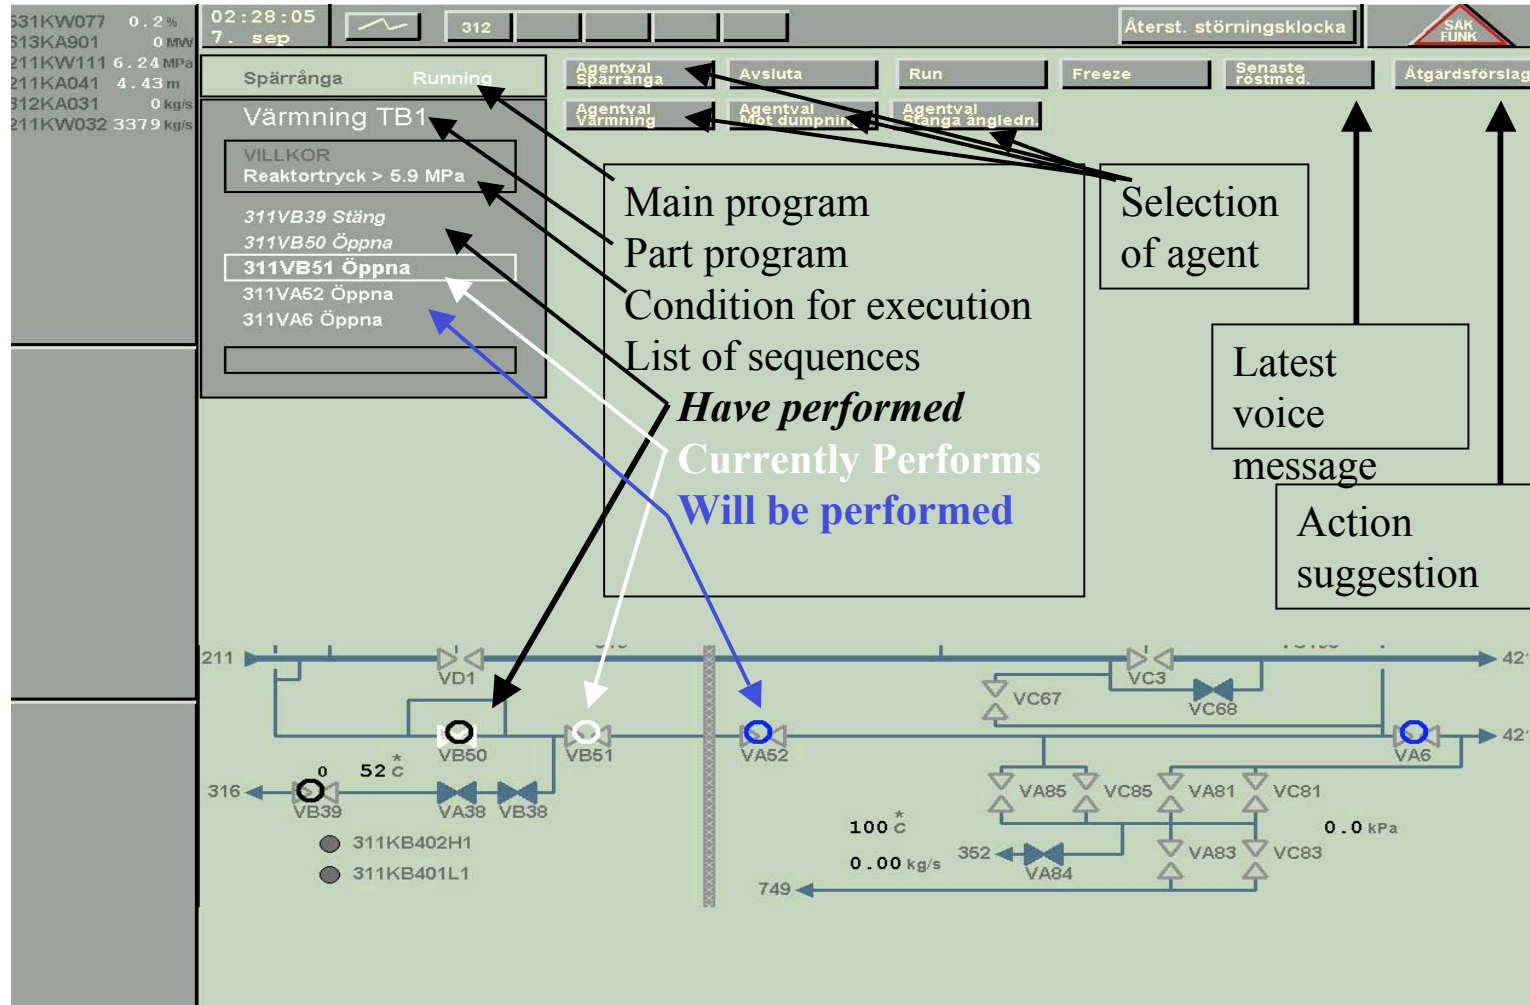 531KW077 0.2 %
513KA901 0 MW
211KW111 6.24 MPa
211KA041 4.43 m
312KA031 0 kg/s
211KW032 3379 kg/s
02:28:05
7. sep
312
Återst. störningsklocka
SÄK
FUNK
Spärrånga Running
Agentval
Spärrånga
Avsluta
Run
Freeze
Senaste
röstmed.
Åtgärdsförslag
Agentval
Värmning
Agentval
Mot dumpning
Agentval
Stänga ångledn.
Värmning TB1
VILLKOR
Reaktortryck > 5.9 MPa
311VB39 Stäng
311VB50 Öppna
311VB51 Öppna
311VA52 Öppna
311VA6 Öppna
Main program
Part program
Condition for execution
List of sequences
Have performed
Currently Performs
Will be performed
Selection
of agent
Latest
voice
message
Action
suggestion
211
VD1
VC3
42
VC67
VC68
VB50
VB51
VA52
VA6
42
0 52 °C
316
VB39
VA38
VB38
VA85
VC85
VA81
VC81
311KB402H1
311KB401L1
100 °C
0.00 kg/s
0.0 kPa
352
VA84
VA83
VC83
749